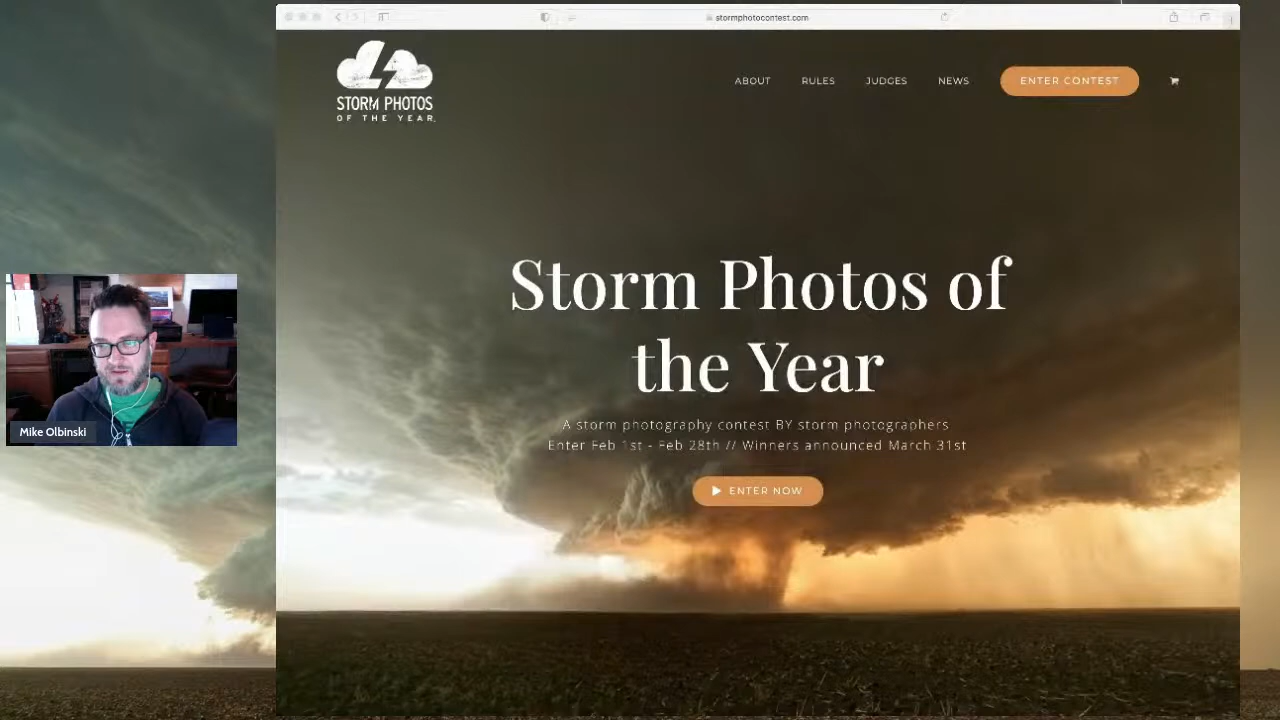 stormphotocontest.com
STORM PHOTOS
OF THE YEAR
ABOUT
RULES
JUDGES
NEWS
ENTER CONTEST
Storm Photos of
the Year
A storm photography contest BY storm photographers
Enter Feb 1st - Feb 28th // Winners announced March 31st
ENTER NOW
Mike Olbinski